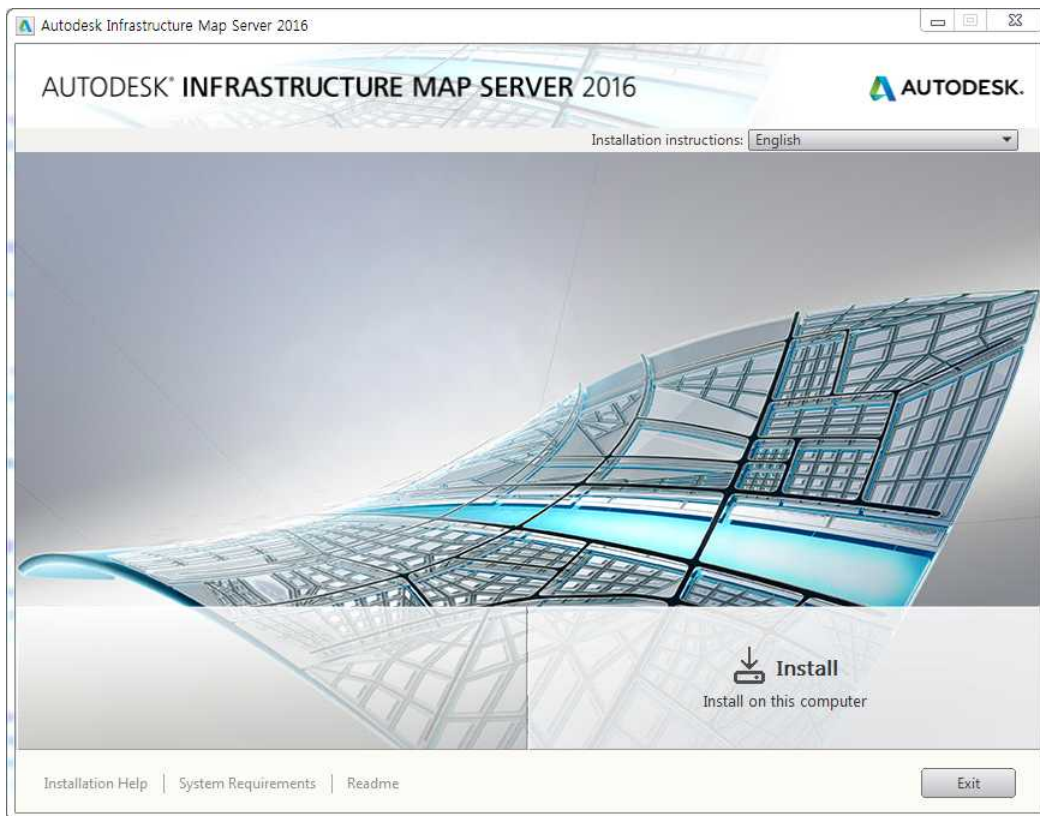 Autodesk Infrastructure Map Server 2016
AUTODESK® INFRASTRUCTURE MAP SERVER 2016
AUTODESK.
Installation instructions: English
Install
Install on this computer
Installation Help | System Requirements | Readme
Exit